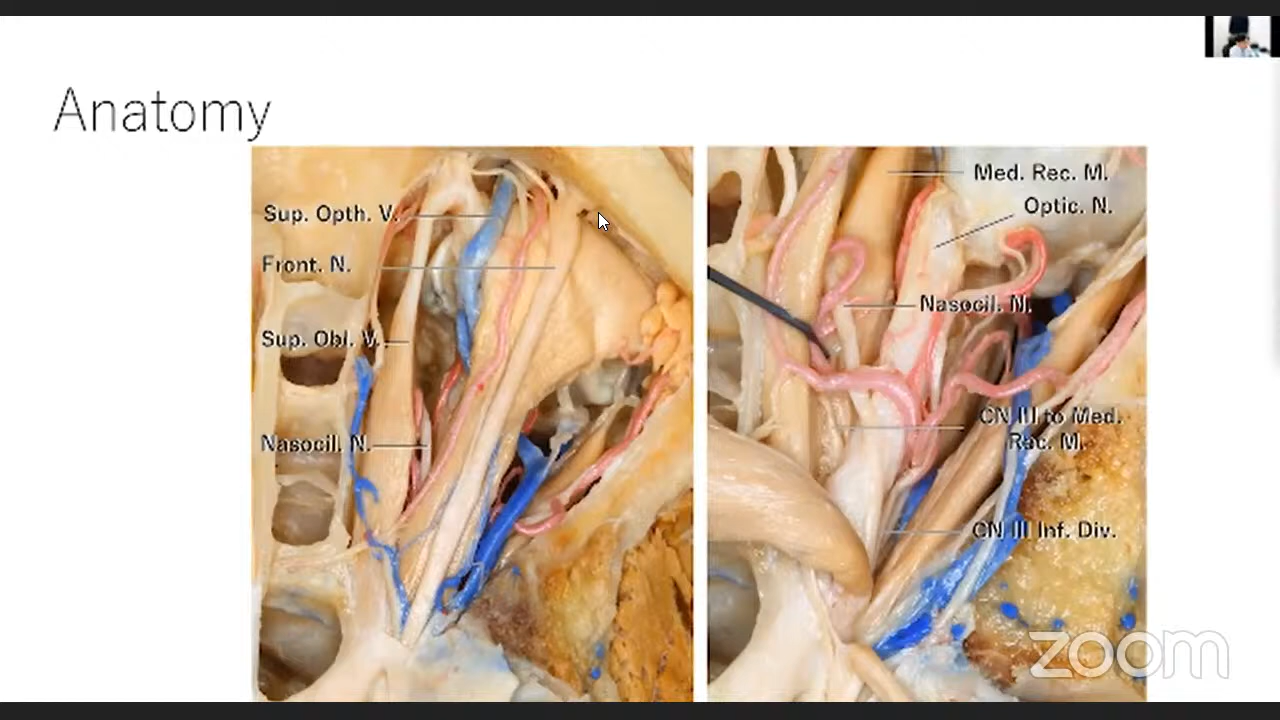 Anatomy
Sup. Opth. V.
Front. N.
Sup. Obl. V.
Nasocill. N.
Med. Rec. M.
Optic. N.
Nasocil. N.
CN III to Med.
Rec. M.
CN III Inf. Div.
zoom